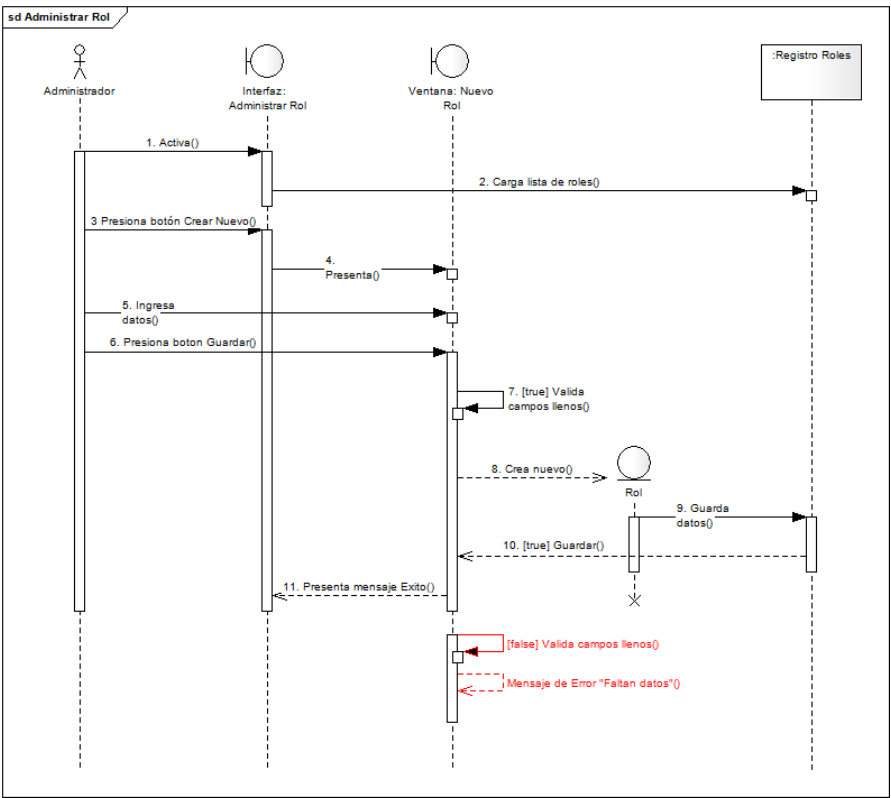 sd Administrar Rol
Administrador
Interfaz:
Administrar Rol
Ventana: Nuevo
Rol
:Registro Roles
1. Activa()
2. Carga lista de roles()
3 Presiona botón Crear Nuevo()
4.
Presenta()
5. Ingresa
datos()
6. Presiona boton Guardar()
7. [true] Valida
campos llenos()
8. Crea nuevo()
Rol
9. Guarda
datos()
10. [true] Guardar()
11. Presenta mensaje Exito()
[false] Valida campos llenos()
Mensaje de Error "Faltan datos"()